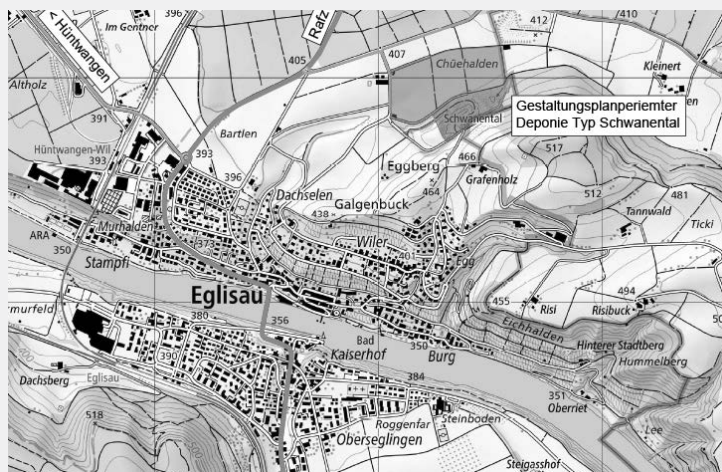 < Hüntwangen
Rafz
396
Im Gentner
412
410
407
405
Chüehalden
Kleinert
Altholz
391
Gestaltungsplanperiemter
Deponie Typ Schwanental
Schwanental
Bartlen
517
Hüntwangen-Wil
393
393
396
Eggberg
466
Grafenholz
Dachselen
464
512
481
Galgenbuck
438
Tannwald
Ticki
Murhalden
ARA
350
373
Wiler
401
Egg
Stampfi
Eglisau
494
455
Risi
Risibuck
380
356
Eichhalden
Bad
350
Hinterer Stadtberg
390
Kaiserhof
Burg
Hummelberg
Dachsberg
Eglisau
384
351
Oberriet
518
Roggenfar
Steinboden
Oberseglingen
Lee
Steigasshof